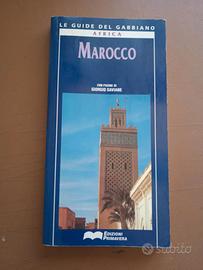 LE GUIDE DEL GABBIANO
AFRICA
MAROCCO
CON PAGINE DI
GIORGIO SAVIANE
EDIZIONI
PRIMAVERA
subito